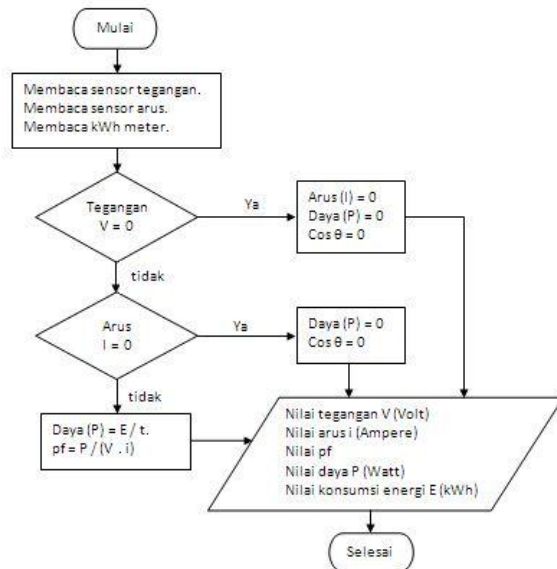 Mulai
Membaca sensor tegangan.
Membaca sensor arus.
Membaca kWh meter.
Tegangan
V = 0
Ya
Arus (I) = 0
Daya (P) = 0
Cos θ = 0
tidak
Arus
I = 0
Ya
Daya (P) = 0
Cos θ = 0
tidak
Daya (P) = E / t.
pf = P / (V . i)
Nilai tegangan V (Volt)
Nilai arus i (Ampere)
Nilai pf
Nilai daya P (Watt)
Nilai konsumsi energi E (kWh)
Selesai